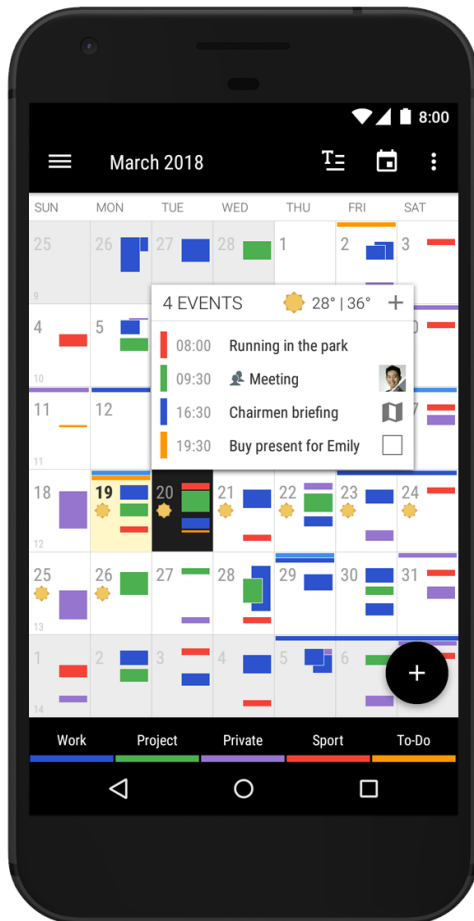 8:00
March 2018
SUN MON TUE WED THU FRI SAT
25 26 27 28 1 2 3
9
4 EVENTS 28° | 36° +
4 5
08:00 Running in the park
09:30 Meeting
10
16:30 Chairmen briefing
11 12
19:30 Buy present for Emily
11
18 19 20 21 22 23 24
12
25 26 27 28 29 30 31
13
1 2 3 4 5 6
14
+
Work Project Private Sport To-Do